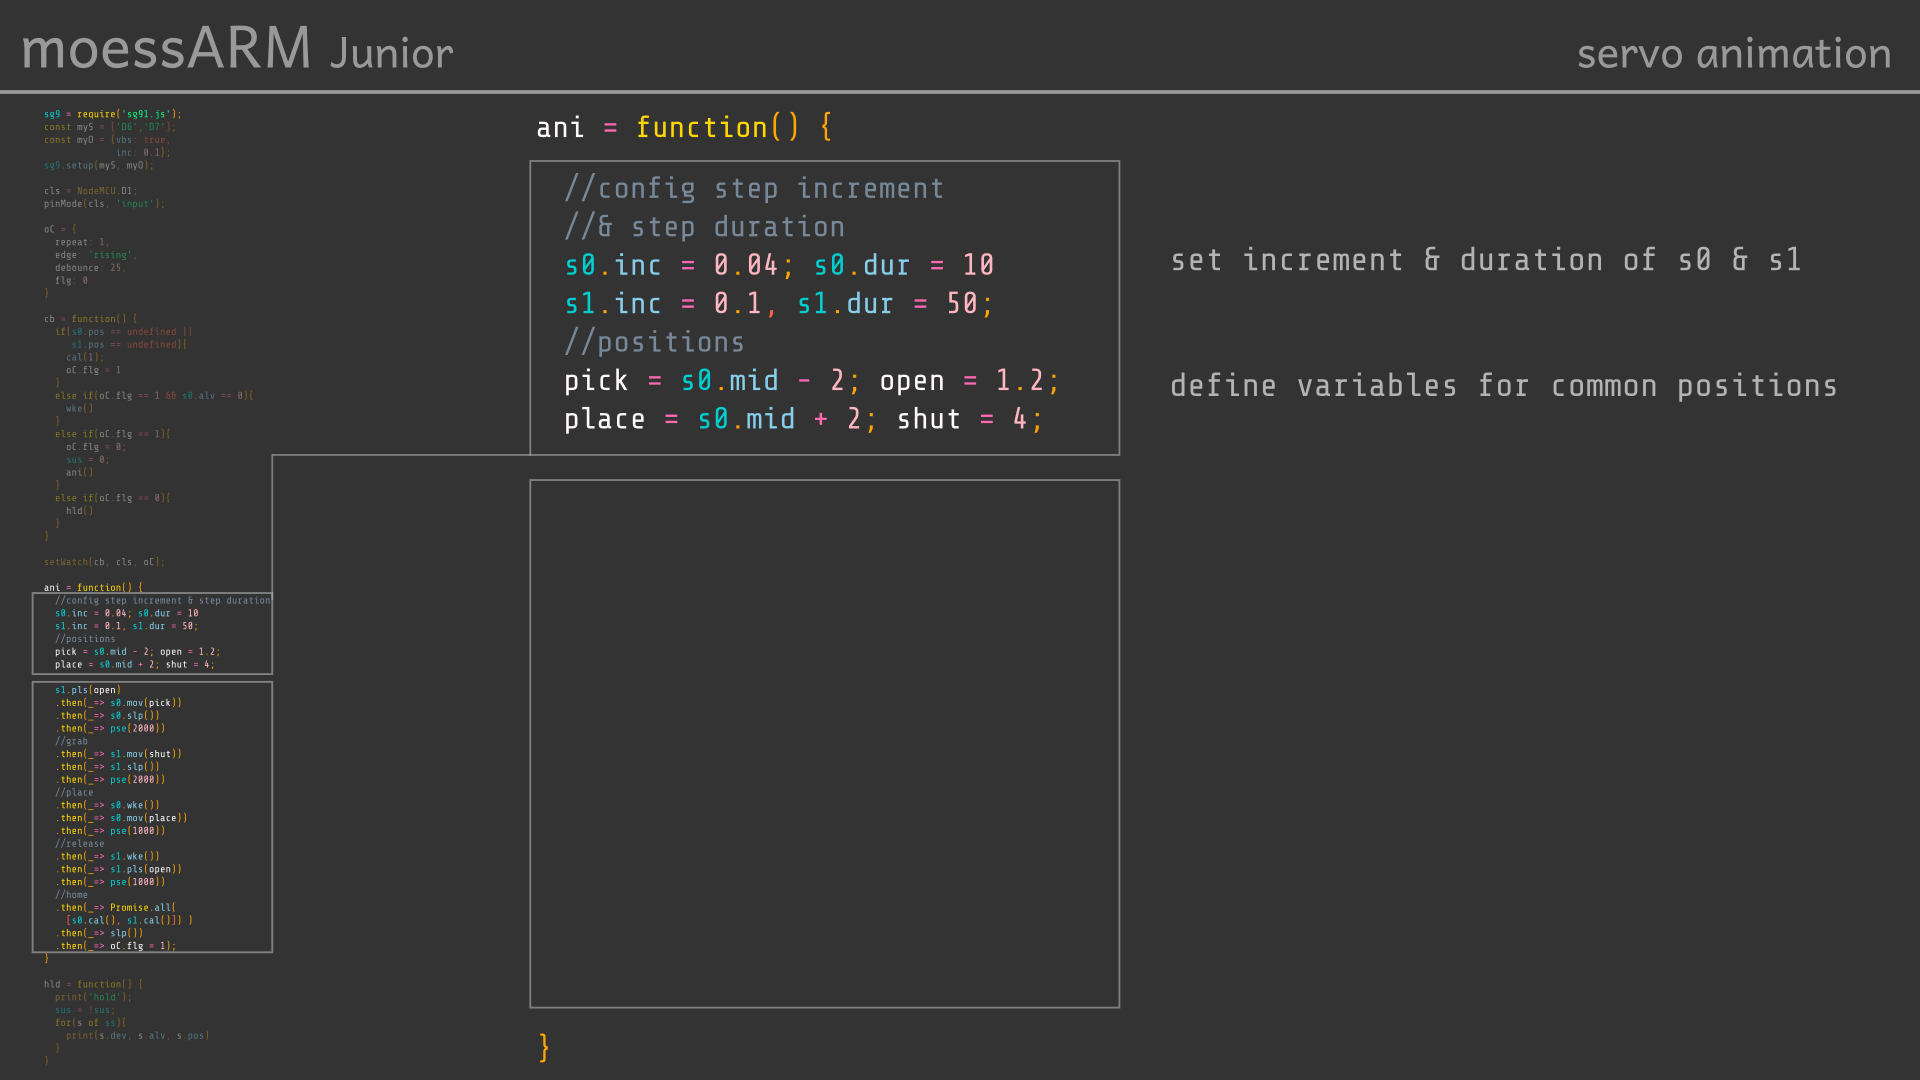 moessARM Junior
servo animation
sg9 = require('sg91.js');
const myS = ['D6','D7'];
const myO = {vbs: true,
inc: 0.1};
sg9.setup(myS, myO);
cls = NodeMCU.D1;
pinMode(cls, 'input');
oC = {
repeat: 1,
edge: 'rising',
debounce: 25,
flg: 0
}
cb = function() {
if(s0.pos == undefined ||
s1.pos == undefined){
cal(1);
oC.flg = 1
}
else if(oC.flg == 1 && s0.alv == 0){
wke()
}
else if(oC.flg == 1){
oC.flg = 0;
sus = 0;
ani()
}
else if(oC.flg == 0){
hld()
}
}
setWatch(cb, cls, oC);
ani = function() {
//config step increment & step duration
s0.inc = 0.04; s0.dur = 10
s1.inc = 0.1, s1.dur = 50;
//positions
pick = s0.mid - 2; open = 1.2;
place = s0.mid + 2; shut = 4;
s1.pls(open)
.then(_=> s0.mov(pick))
.then(_=> s0.slp())
.then(_=> pse(2000))
//grab
.then(_=> s1.mov(shut))
.then(_=> s1.slp())
.then(_=> pse(2000))
//place
.then(_=> s0.wke())
.then(_=> s0.mov(place))
.then(_=> pse(1000))
//release
.then(_=> s1.wke())
.then(_=> s1.pls(open))
.then(_=> pse(1000))
//home
.then(_=> Promise.all(
[s0.cal(), s1.cal()]) )
.then(_=> slp())
.then(_=> oC.flg = 1);
}
hld = function() {
print('hold');
sus = !sus;
for(s of ss){
print(s.dev, s.alv, s.pos)
}
}
ani = function() {
//config step increment
//& step duration
s0.inc = 0.04; s0.dur = 10
s1.inc = 0.1, s1.dur = 50;
//positions
pick = s0.mid - 2; open = 1.2;
place = s0.mid + 2; shut = 4;
}
set increment & duration of s0 & s1
define variables for common positions